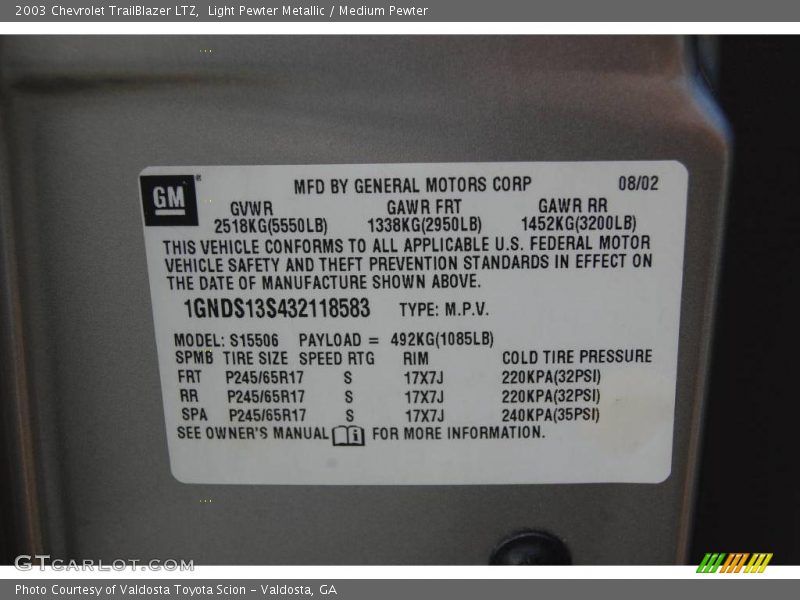 2003 Chevrolet TrailBlazer LTZ,  Light Pewter Metallic / Medium Pewter
GM® MFD BY GENERAL MOTORS CORP 08/02
GVWR GAWR FRT GAWR RR
2518KG(5550LB) 1338KG(2950LB) 1452KG(3200LB)
THIS VEHICLE CONFORMS TO ALL APPLICABLE U.S. FEDERAL MOTOR
VEHICLE SAFETY AND THEFT PREVENTION STANDARDS IN EFFECT ON
THE DATE OF MANUFACTURE SHOWN ABOVE.
1GNDS13S432118583 TYPE: M.P.V.
MODEL: S15506 PAYLOAD = 492KG(1085LB)
SPMB TIRE SIZE SPEED RTG RIM COLD TIRE PRESSURE
FRT P245/65R17 S 17X7J 220KPA(32PSI)
RR P245/65R17 S 17X7J 220KPA(32PSI)
SPA P245/65R17 S 17X7J 240KPA(35PSI)
SEE OWNER'S MANUAL i FOR MORE INFORMATION.
GTCARLOT.COM
Photo Courtesy of Valdosta Toyota Scion - Valdosta, GA